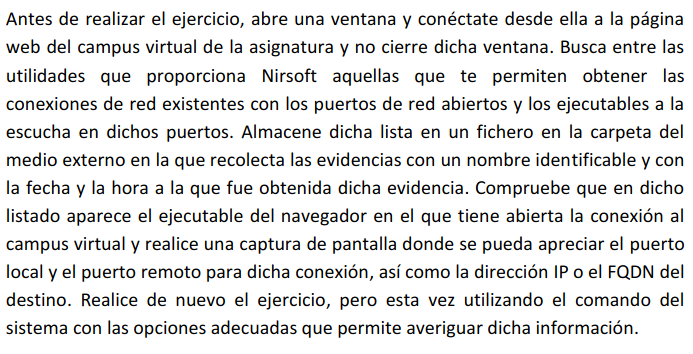 Antes de realizar el ejercicio, abre una ventana y conéctate desde ella a la página
web del campus virtual de la asignatura y no cierre dicha ventana. Busca entre las
utilidades que proporciona Nirsoft aquellas que te permiten obtener las
conexiones de red existentes con los puertos de red abiertos y los ejecutables a la
escucha en dichos puertos. Almacene dicha lista en un fichero en la carpeta del
medio externo en la que recolecta las evidencias con un nombre identificable y con
la fecha y la hora a la que fue obtenida dicha evidencia. Compruebe que en dicho
listado aparece el ejecutable del navegador en el que tiene abierta la conexión al
campus virtual y realice una captura de pantalla donde se pueda apreciar el puerto
local y el puerto remoto para dicha conexión, así como la dirección IP o el FQDN del
destino. Realice de nuevo el ejercicio, pero esta vez utilizando el comando del
sistema con las opciones adecuadas que permite averiguar dicha información.